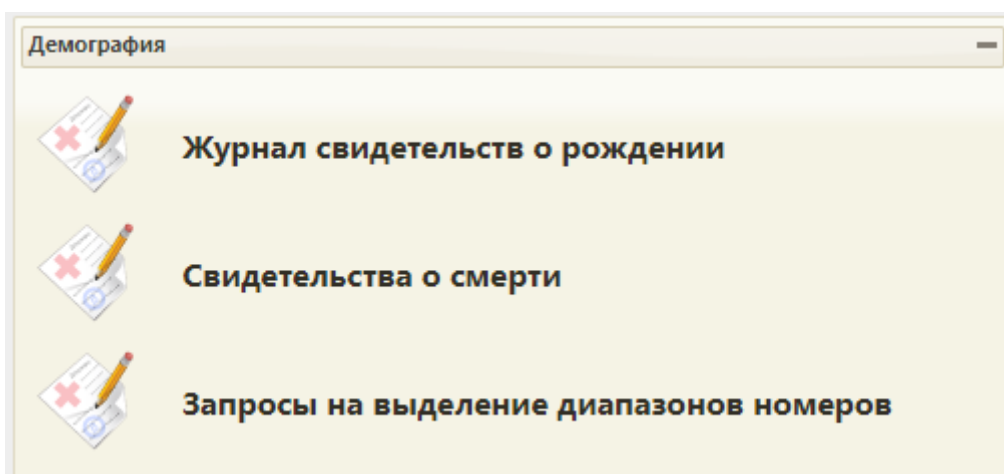 Демография
Журнал свидетельств о рождении
Свидетельства о смерти
Запросы на выделение диапазонов номеров